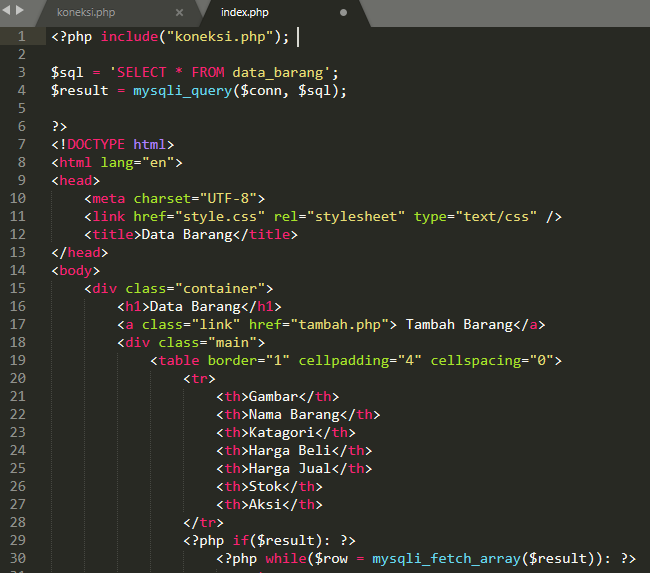 koneksi.php × index.php
1 <?php include("koneksi.php");
2
3 $sql = 'SELECT * FROM data_barang';
4 $result = mysqli_query($conn, $sql);
5
6 ?>
7 <!DOCTYPE html>
8 <html lang="en">
9 <head>
10     <meta charset="UTF-8">
11     <link href="style.css" rel="stylesheet" type="text/css" />
12     <title>Data Barang</title>
13 </head>
14 <body>
15     <div class="container">
16         <h1>Data Barang</h1>
17         <a class="link" href="tambah.php"> Tambah Barang</a>
18         <div class="main">
19             <table border="1" cellpadding="4" cellspacing="0">
20                 <tr>
21                     <th>Gambar</th>
22                     <th>Nama Barang</th>
23                     <th>Katagori</th>
24                     <th>Harga Beli</th>
25                     <th>Harga Jual</th>
26                     <th>Stok</th>
27                     <th>Aksi</th>
28                 </tr>
29                 <?php if($result): ?>
30                     <?php while($row = mysqli_fetch_array($result)): ?>